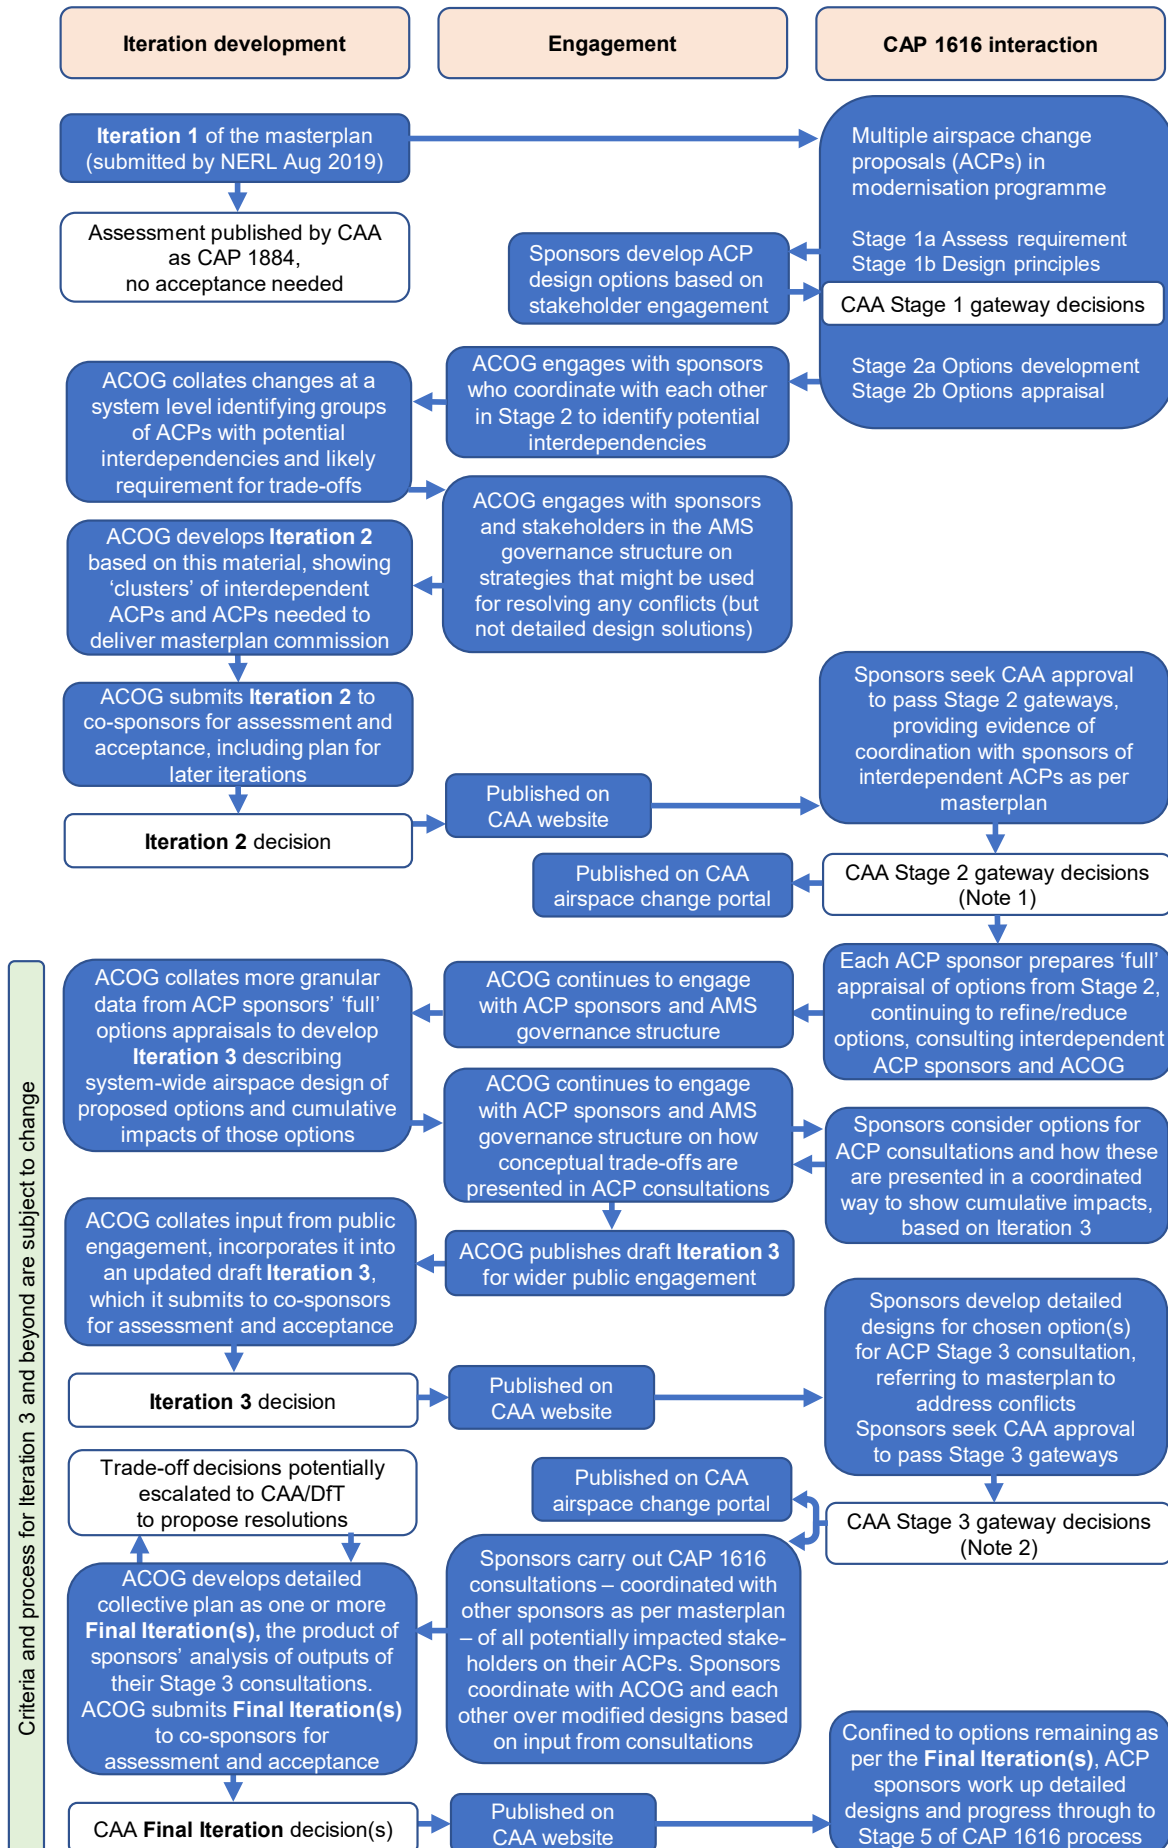 Iteration development
Engagement
CAP 1616 interaction
Iteration 1 of the masterplan
(submitted by NERL Aug 2019)
Multiple airspace change
proposals (ACPs) in
modernisation programme
Stage 1a Assess requirement
Stage 1b Design principles
CAA Stage 1 gateway decisions
Stage 2a Options development
Stage 2b Options appraisal
Assessment published by CAA
as CAP 1884,
no acceptance needed
Sponsors develop ACP
design options based on
stakeholder engagement
ACOG engages with sponsors
who coordinate with each other
in Stage 2 to identify potential
interdependencies
ACOG collates changes at a
system level identifying groups
of ACPs with potential
interdependencies and likely
requirement for trade-offs
ACOG engages with sponsors
and stakeholders in the AMS
governance structure on
strategies that might be used
for resolving any conflicts (but
not detailed design solutions)
ACOG develops Iteration 2
based on this material, showing
‘clusters’ of interdependent
ACPs and ACPs needed to
deliver masterplan commission
ACOG submits Iteration 2 to
co-sponsors for assessment and
acceptance, including plan for
later iterations
Iteration 2 decision
Published on
CAA website
Sponsors seek CAA approval
to pass Stage 2 gateways,
providing evidence of
coordination with sponsors of
interdependent ACPs as per
masterplan
CAA Stage 2 gateway decisions
(Note 1)
Published on CAA
airspace change portal
Criteria and process for Iteration 3 and beyond are subject to change
Each ACP sponsor prepares ‘full’
appraisal of options from Stage 2,
continuing to refine/reduce
options, consulting interdependent
ACP sponsors and ACOG
ACOG continues to engage
with ACP sponsors and AMS
governance structure
ACOG collates more granular
data from ACP sponsors’ ‘full’
options appraisals to develop
Iteration 3 describing
system-wide airspace design of
proposed options and cumulative
impacts of those options
ACOG continues to engage
with ACP sponsors and AMS
governance structure on how
conceptual trade-offs are
presented in ACP consultations
Sponsors consider options for
ACP consultations and how these
are presented in a coordinated
way to show cumulative impacts,
based on Iteration 3
ACOG publishes draft Iteration 3
for wider public engagement
ACOG collates input from public
engagement, incorporates it into
an updated draft Iteration 3,
which it submits to co-sponsors
for assessment and acceptance
Iteration 3 decision
Published on
CAA website
Sponsors develop detailed
designs for chosen option(s)
for ACP Stage 3 consultation,
referring to masterplan to
address conflicts
Sponsors seek CAA approval
to pass Stage 3 gateways
CAA Stage 3 gateway decisions
(Note 2)
Published on CAA
airspace change portal
Trade-off decisions potentially
escalated to CAA/DfT
to propose resolutions
Sponsors carry out CAP 1616
consultations – coordinated with
other sponsors as per masterplan
– of all potentially impacted stake-
holders on their ACPs. Sponsors
coordinate with ACOG and each
other over modified designs based
on input from consultations
ACOG develops detailed
collective plan as one or more
Final Iteration(s), the product of
sponsors’ analysis of outputs of
their Stage 3 consultations.
ACOG submits Final Iteration(s)
to co-sponsors for
assessment and acceptance
CAA Final Iteration decision(s)
Published on
CAA website
Confined to options remaining as
per the Final Iteration(s), ACP
sponsors work up detailed
designs and progress through to
Stage 5 of CAP 1616 process